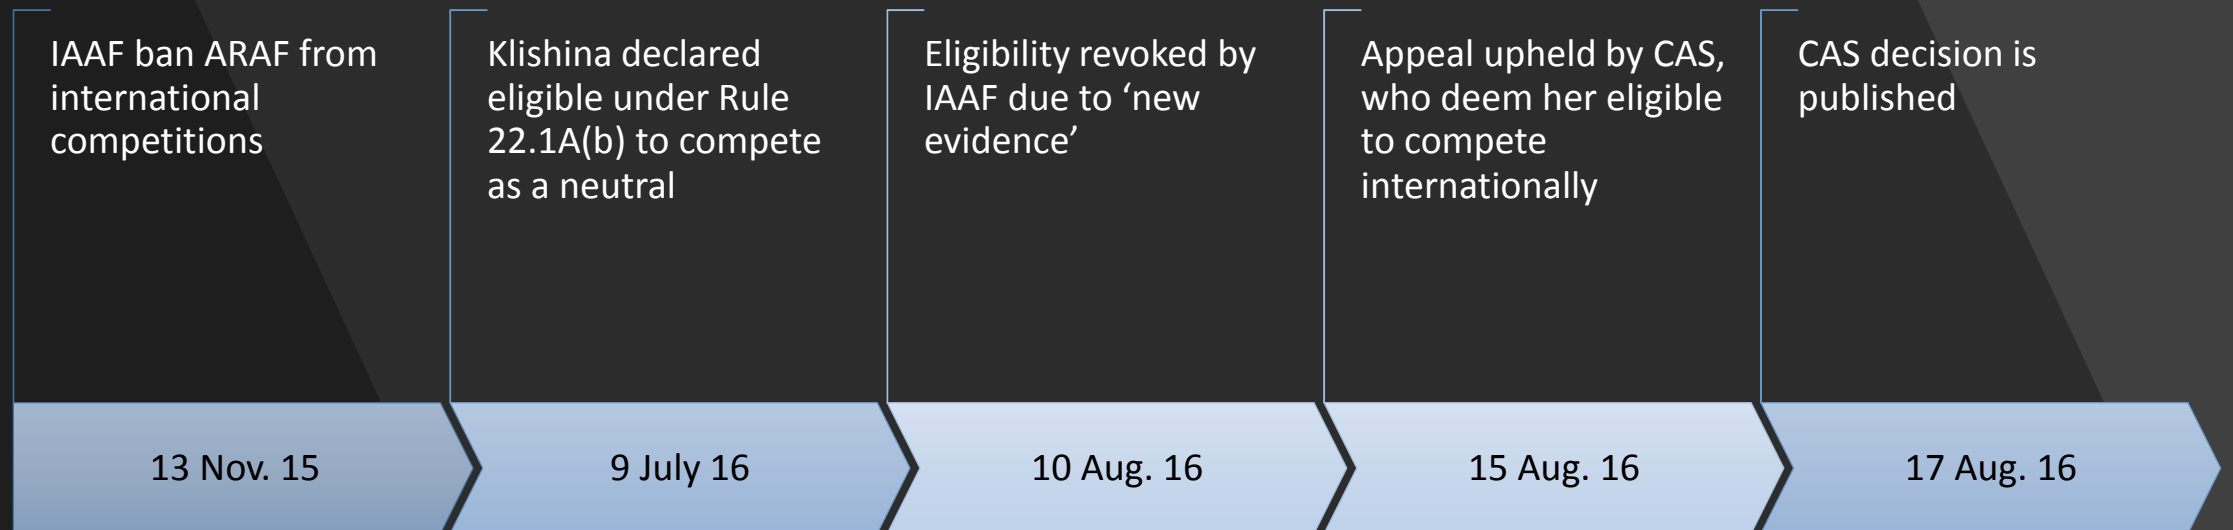 IAAF ban ARAF from
international
competitions
Klishina declared
eligible under Rule
22.1A(b) to compete
as a neutral
Eligibility revoked by
IAAF due to ‘new
evidence’
Appeal upheld by CAS,
who deem her eligible
to compete
internationally
CAS decision is
published
13 Nov. 15
9 July 16
10 Aug. 16
15 Aug. 16
17 Aug. 16